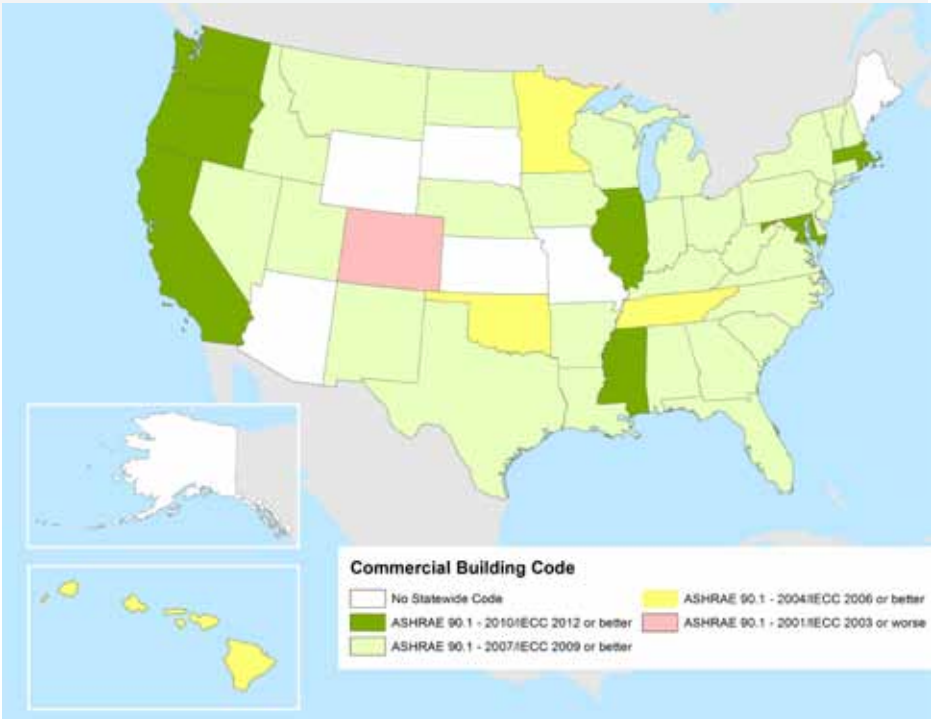 Commercial Building Code
No Statewide Code
ASHRAE 90.1 - 2010/IECC 2012 or better
ASHRAE 90.1 - 2007/IECC 2009 or better
ASHRAE 90.1 - 2004/IECC 2006 or better
ASHRAE 90.1 - 2001/IECC 2003 or worse